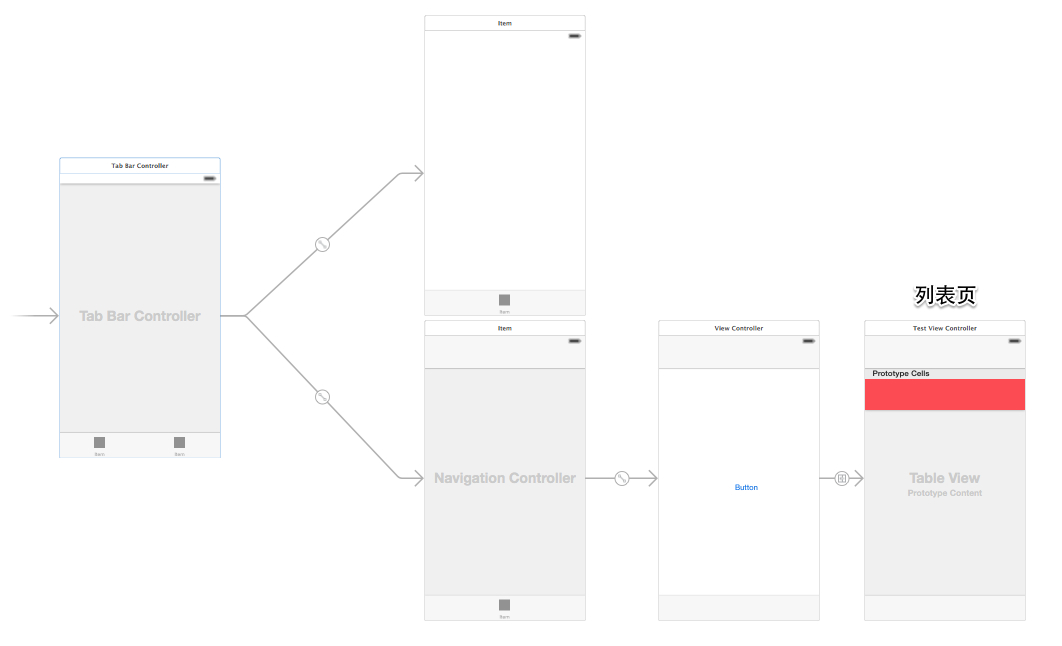 Item
Tab Bar Controller
Tab Bar Controller
Item
Item
Item
列表页
Item
View Controller
Test View Controller
Prototype Cells
Navigation Controller
Button
Table View
Prototype Content
Item